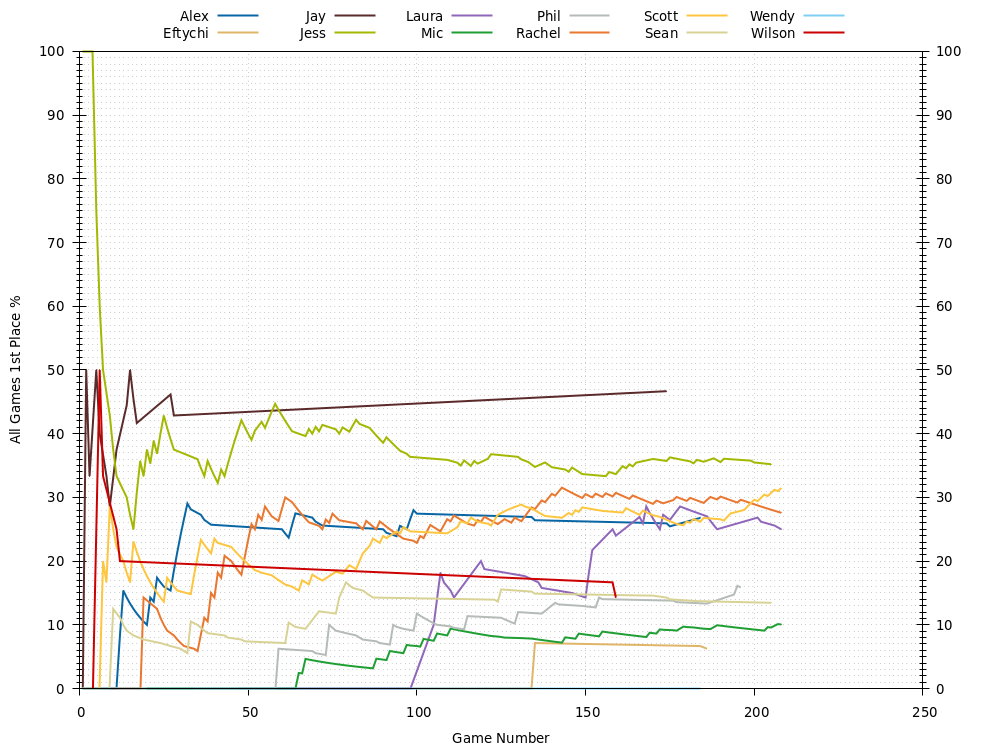 Alex Jay Laura Phil Scott Wendy
Eftychi Jess Mic Rachel Sean Wilson
100 100
90 90
80 80
70 70
60 60
50 50
40 40
30 30
20 20
10 10
0 0
0 50 100 150 200 250
All Games 1st Place %
Game Number